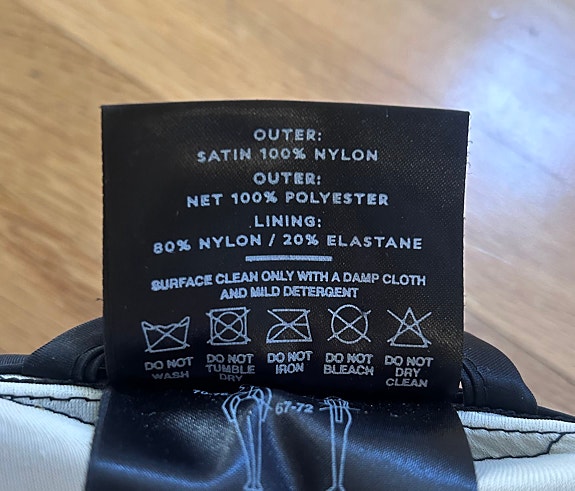 OUTER:
SATIN 100% NYLON
OUTER:
NET 100% POLYESTER
LINING:
80% NYLON / 20% ELASTANE
SURFACE CLEAN ONLY WITH A DAMP CLOTH
AND MILD DETERGENT
DO NOT WASH
DO NOT TUMBLE DRY
DO NOT IRON
DO NOT BLEACH
DO NOT DRY CLEAN
67-72